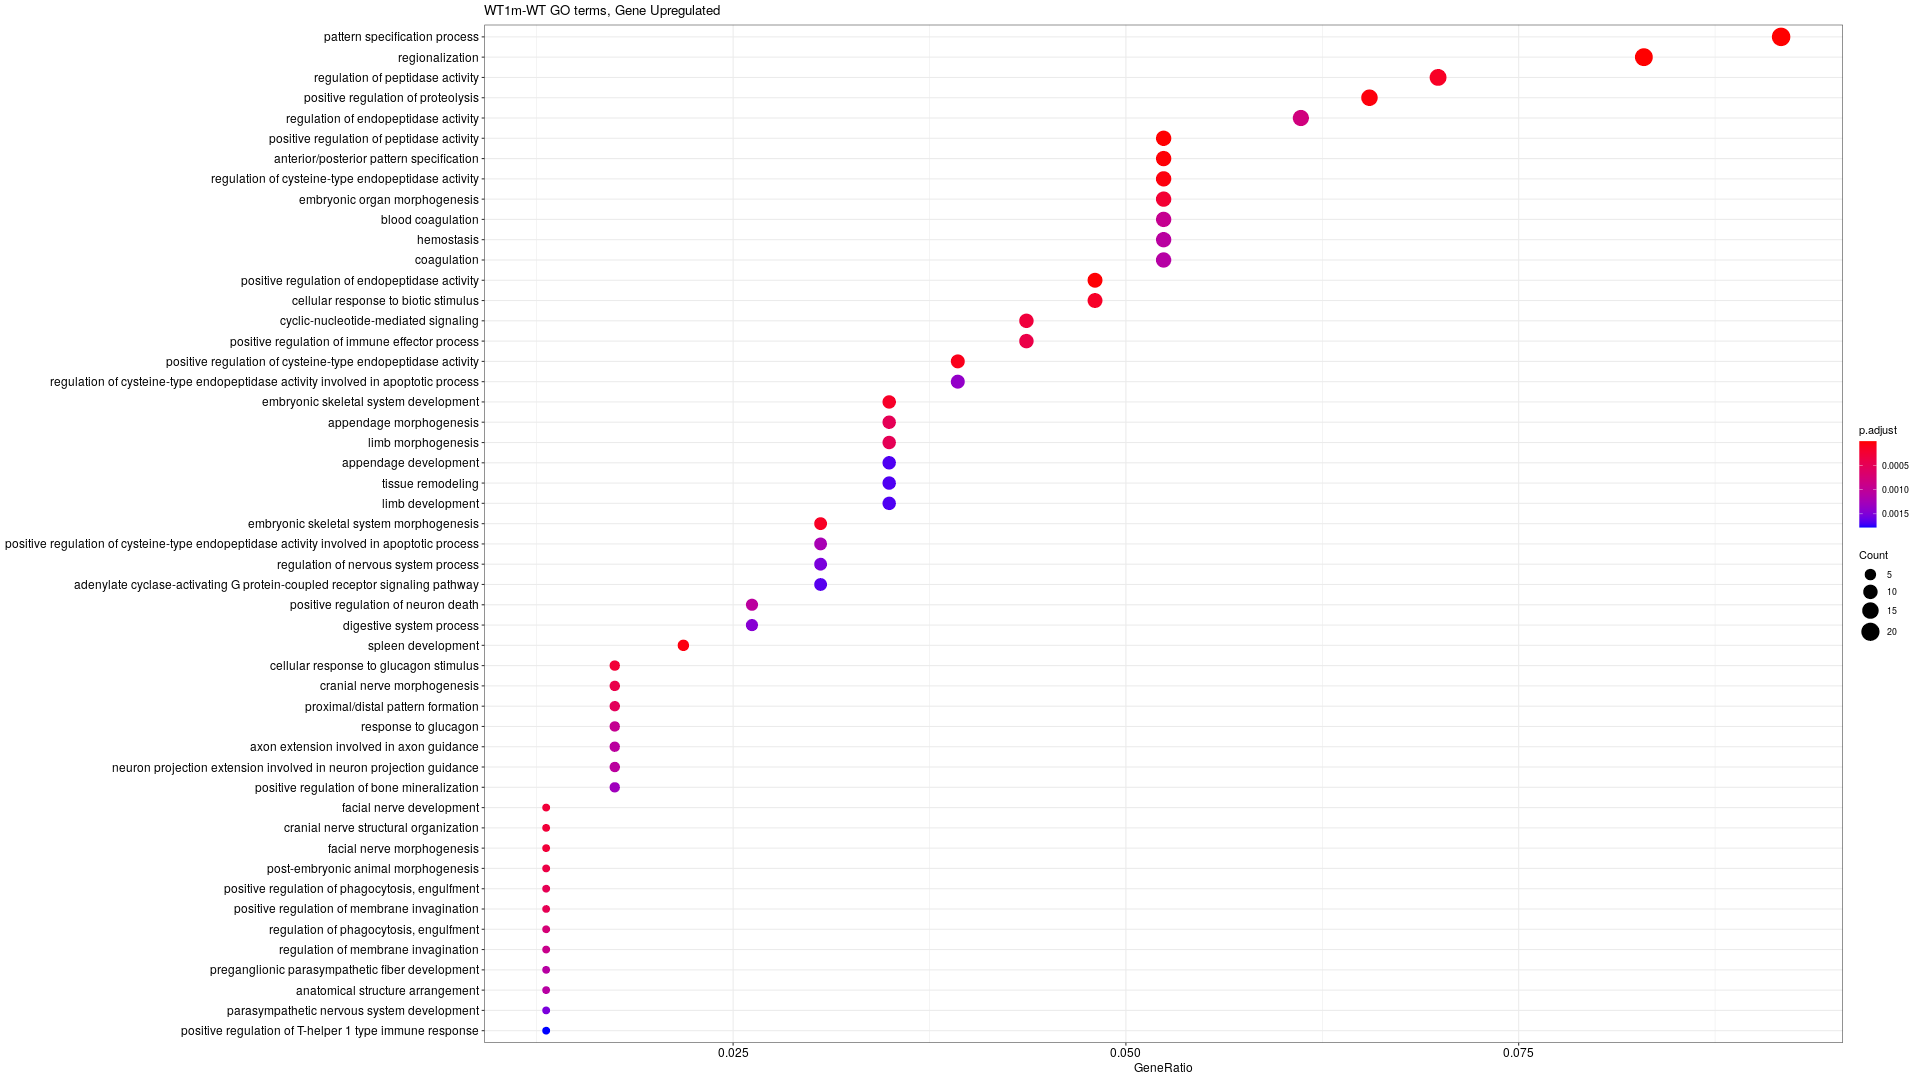 WT1m-WT GO terms, Gene Upregulated
pattern specification process
regionalization
regulation of peptidase activity
positive regulation of proteolysis
regulation of endopeptidase activity
positive regulation of peptidase activity
anterior/posterior pattern specification
regulation of cysteine-type endopeptidase activity
embryonic organ morphogenesis
blood coagulation
hemostasis
coagulation
positive regulation of endopeptidase activity
cellular response to biotic stimulus
cyclic-nucleotide-mediated signaling
positive regulation of immune effector process
positive regulation of cysteine-type endopeptidase activity
regulation of cysteine-type endopeptidase activity involved in apoptotic process
embryonic skeletal system development
appendage morphogenesis
limb morphogenesis
appendage development
tissue remodeling
limb development
embryonic skeletal system morphogenesis
positive regulation of cysteine-type endopeptidase activity involved in apoptotic process
regulation of nervous system process
adenylate cyclase-activating G protein-coupled receptor signaling pathway
positive regulation of neuron death
digestive system process
spleen development
cellular response to glucagon stimulus
cranial nerve morphogenesis
proximal/distal pattern formation
response to glucagon
axon extension involved in axon guidance
neuron projection extension involved in neuron projection guidance
positive regulation of bone mineralization
facial nerve development
cranial nerve structural organization
facial nerve morphogenesis
post-embryonic animal morphogenesis
positive regulation of phagocytosis, engulfment
positive regulation of membrane invagination
regulation of phagocytosis, engulfment
regulation of membrane invagination
preganglionic parasympathetic fiber development
anatomical structure arrangement
parasympathetic nervous system development
positive regulation of T-helper 1 type immune response
0.025 0.050 0.075
GeneRatio
p.adjust
0.0005
0.0010
0.0015
Count
5
10
15
20